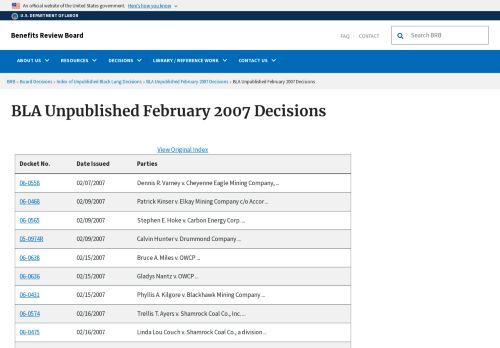 An official website of the United States government. Here's how you know
U.S. DEPARTMENT OF LABOR
Benefits Review Board
FAQ CONTACT
Search BRB
ABOUT US RESOURCES DECISIONS LIBRARY / REFERENCE WORK CONTACT US
BRB › Board Decisions › Index of Unpublished Black Lung Decisions › BLA Unpublished February 2007 Decisions › BLA Unpublished February 2007 Decisions
BLA Unpublished February 2007 Decisions
View Original Index
Docket No. Date Issued Parties
06-0558 02/07/2007 Dennis R. Varney v. Cheyenne Eagle Mining Company, ...
06-0468 02/09/2007 Patrick Kinser v. Elkay Mining Company c/o Accor ...
06-0565 02/09/2007 Stephen E. Hoke v. Carbon Energy Corp. ...
05-0974R 02/09/2007 Calvin Hunter v. Drummond Company ...
06-0638 02/15/2007 Bruce A. Miles v. OWCP ...
06-0636 02/15/2007 Gladys Nantz v. OWCP ...
06-0431 02/15/2007 Phyllis A. Kilgore v. Blackhawk Mining Company ...
06-0574 02/16/2007 Trellis T. Ayers v. Shamrock Coal Co., Inc. ...
06-0475 02/16/2007 Linda Lou Couch v. Shamrock Coal Co., a division ...